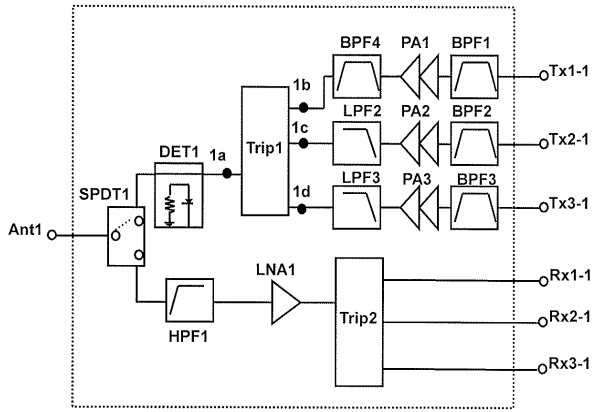 BPF4 PA1 BPF1
Tx1-1
1b
LPF2 PA2 BPF2
1c
Tx2-1
DET1 1a Trip1
LPF3 PA3 BPF3
1d
SPDT1
Tx3-1
Ant1
LNA1
Rx1-1
HPF1
Trip2
Rx2-1
Rx3-1